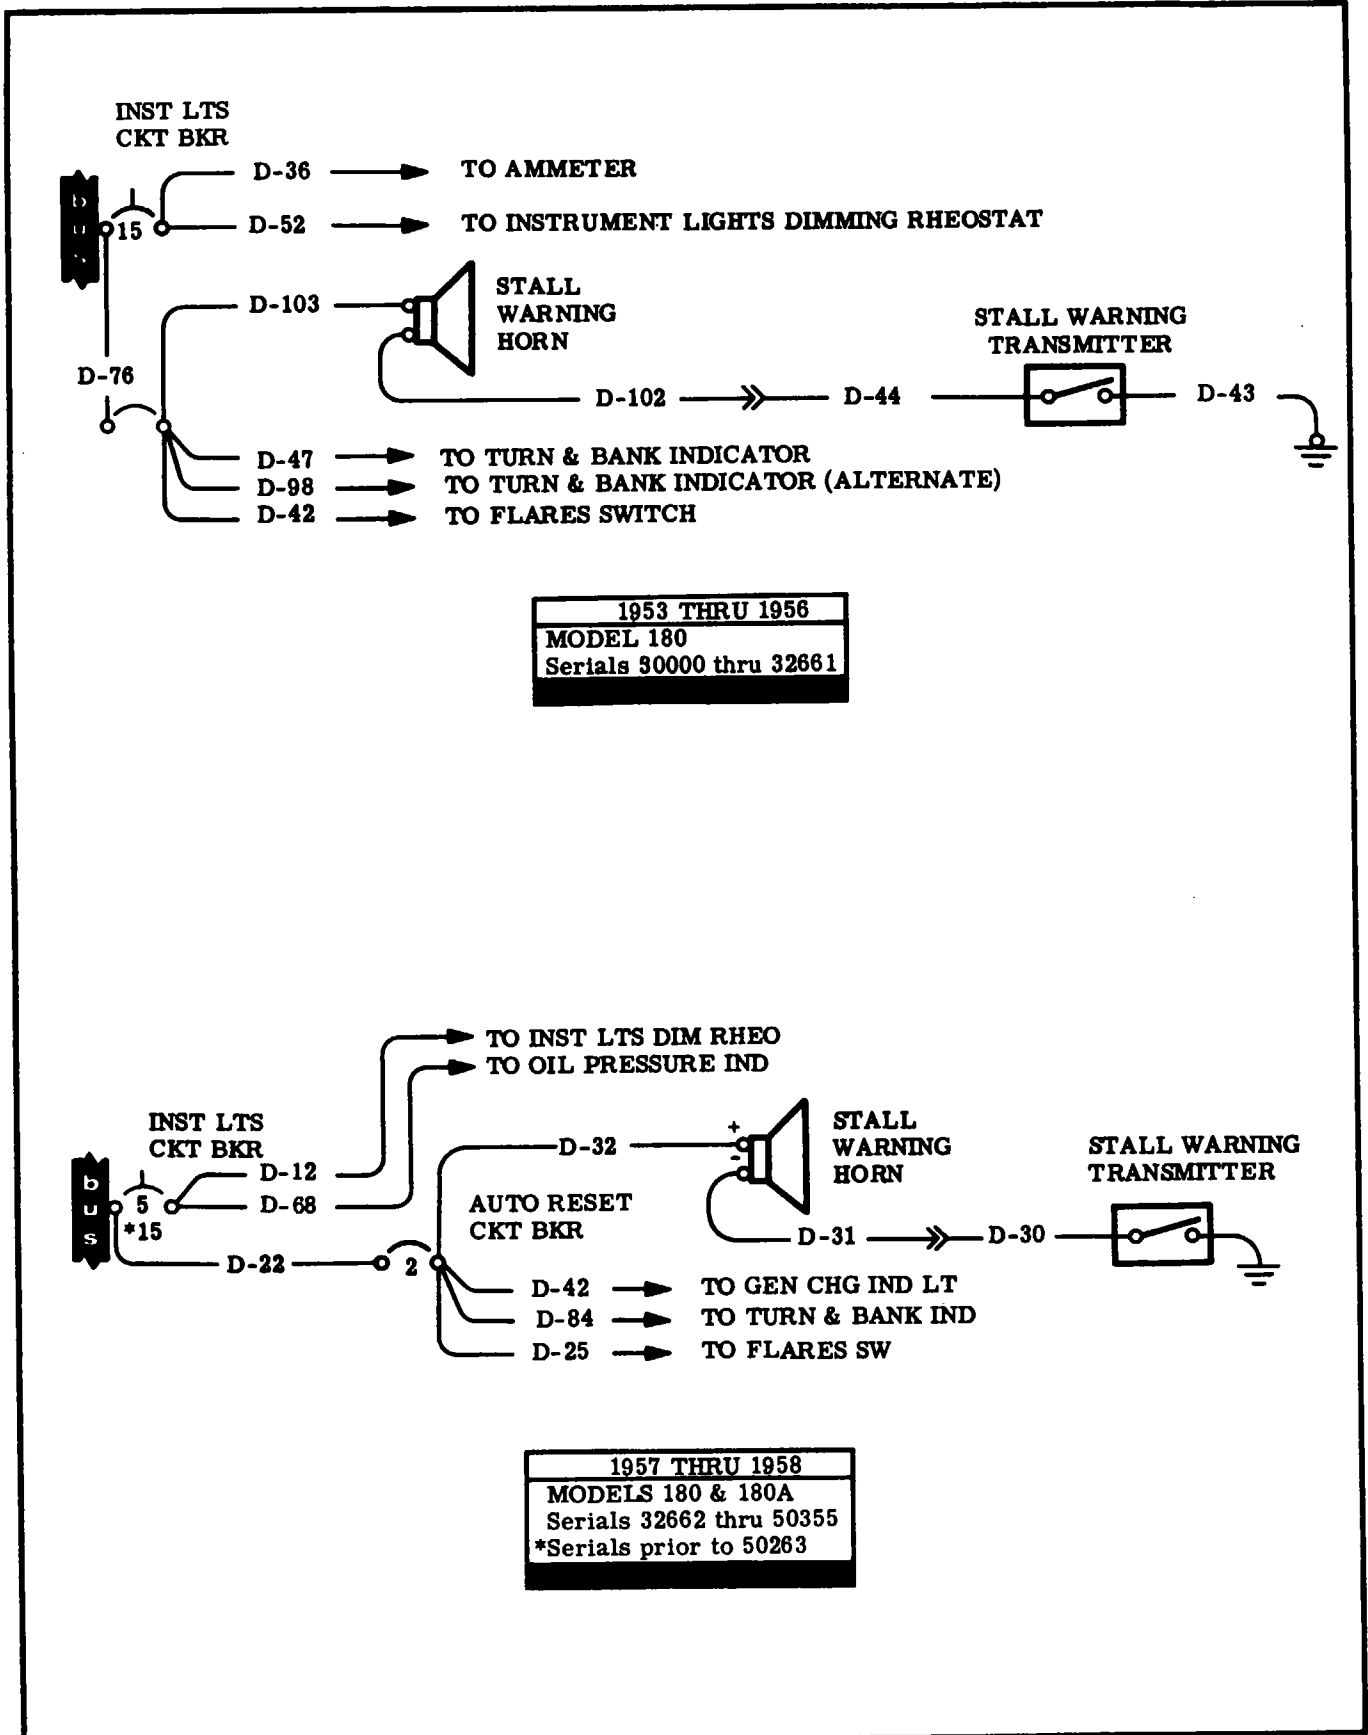 INST LTS
CKT BKR
D-36
TO AMMETER
bu
15
D-52
TO INSTRUMENT LIGHTS DIMMING RHEOSTAT
D-103
STALL
WARNING
HORN
STALL WARNING
TRANSMITTER
D-76
D-102
D-44
D-43
D-47
TO TURN & BANK INDICATOR
D-98
TO TURN & BANK INDICATOR (ALTERNATE)
D-42
TO FLARES SWITCH
1953 THRU 1956
MODEL 180
Serials 30000 thru 32661
TO INST LTS DIM RHEO
TO OIL PRESSURE IND
INST LTS
CKT BKR
D-12
bus
5
*15
D-68
D-32
+
-
STALL
WARNING
HORN
STALL WARNING
TRANSMITTER
AUTO RESET
CKT BKR
D-31
D-30
D-22
2
D-42
TO GEN CHG IND LT
D-84
TO TURN & BANK IND
D-25
TO FLARES SW
1957 THRU 1958
MODELS 180 & 180A
Serials 32662 thru 50355
*Serials prior to 50263